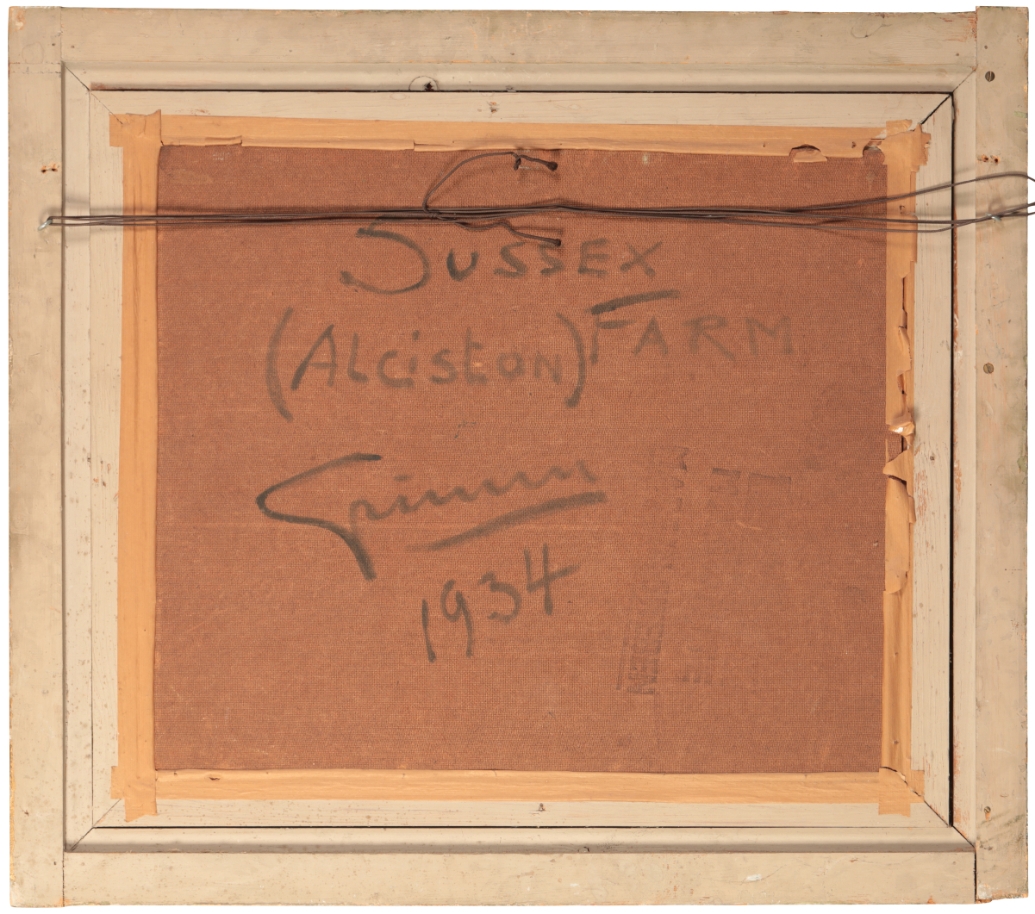 SUSSEX
FARM
(Alciston)
Grimm
1934